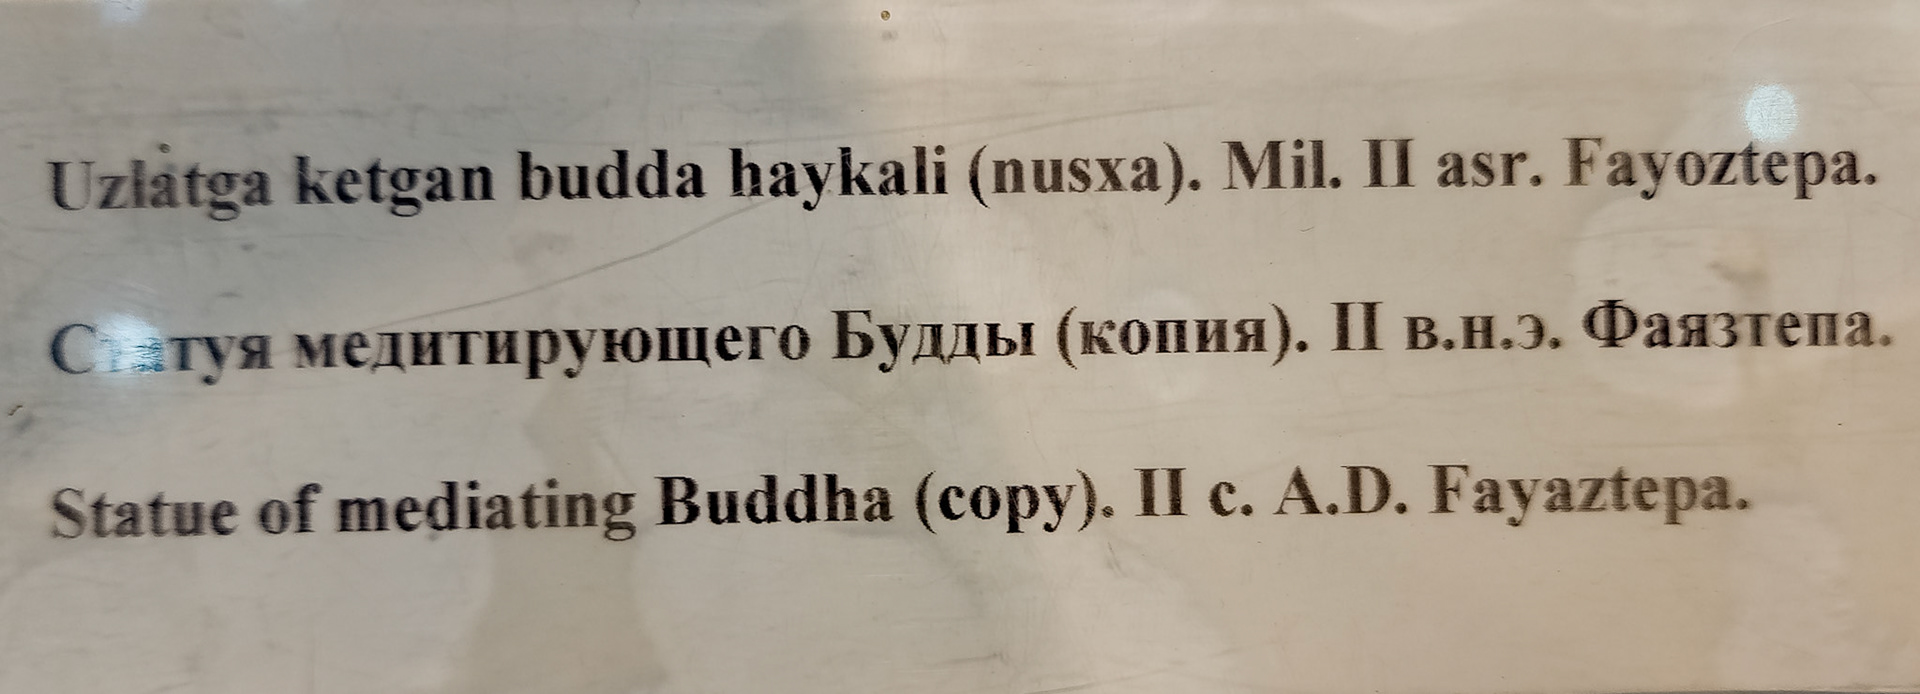 Uzlatga ketgan budda haykali (nusxa). Mil. II asr. Fayoztepa.
Статуя медитирующего Будды (копия). II в.н.э. Фаязтепа.
Statue of mediating Buddha (copy). II c. A.D. Fayaztepa.